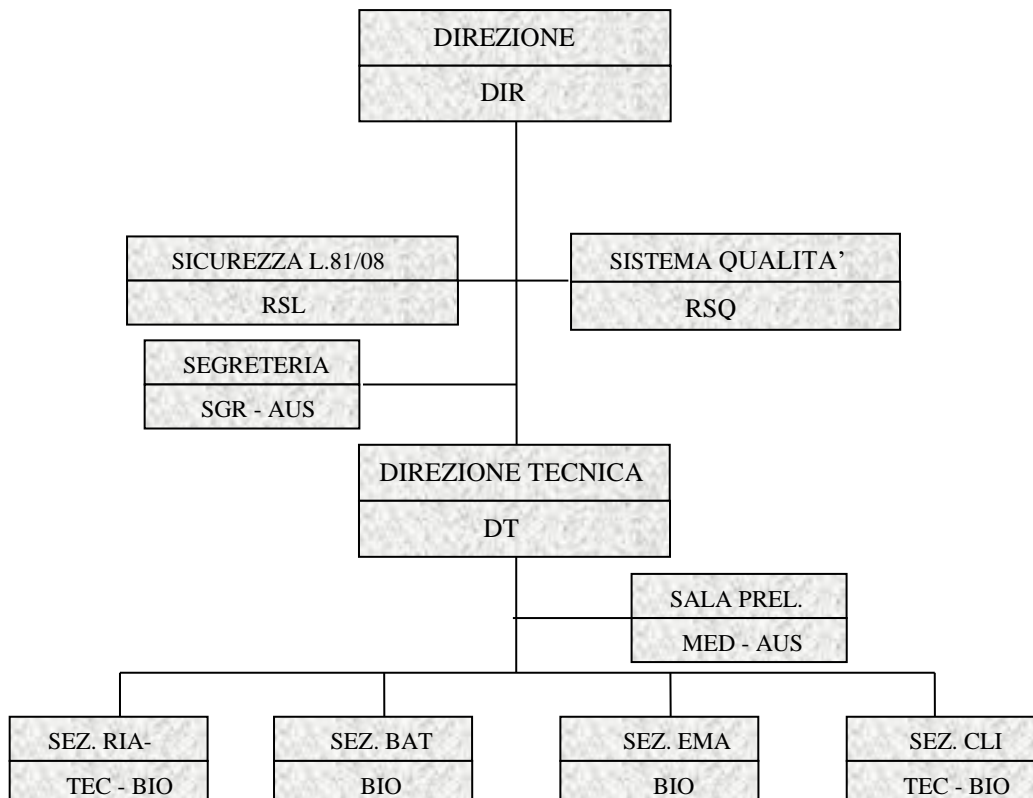 DIREZIONE
DIR
SICUREZZA L.81/08
RSL
SISTEMA QUALITA’
RSQ
SEGRETERIA
SGR - AUS
DIREZIONE TECNICA
DT
SALA PREL.
MED - AUS
SEZ. RIA-
TEC - BIO
SEZ. BAT
BIO
SEZ. EMA
BIO
SEZ. CLI
TEC - BIO